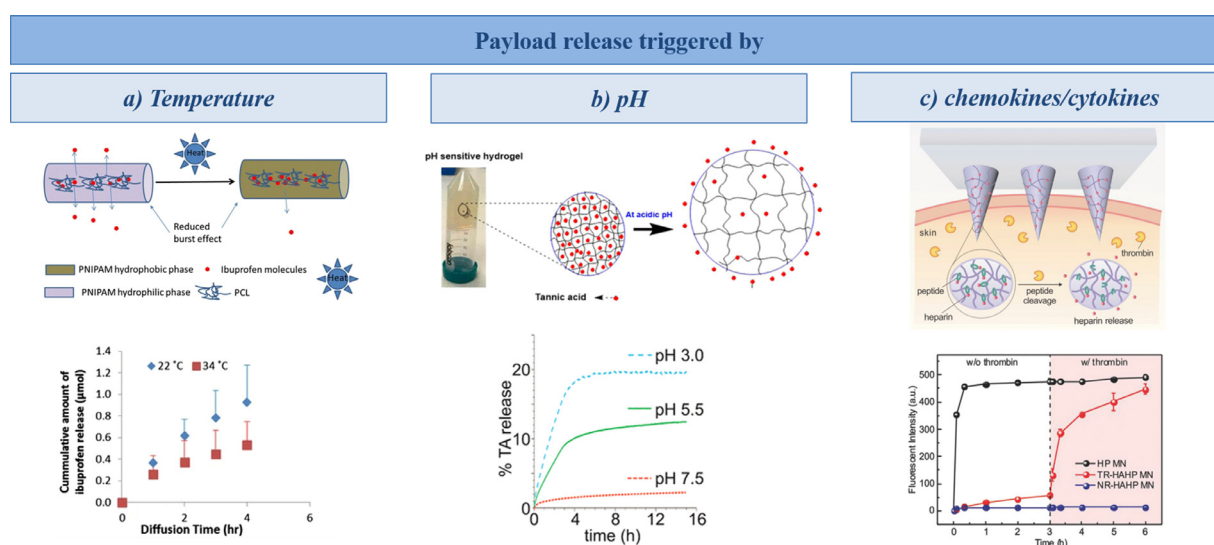 Payload release triggered by
a) Temperature
b) pH
c) chemokines/cytokines
Heat
Reduced
burst effect
PNIPAM hydrophobic phase
Ibuprofen molecules
PNIPAM hydrophilic phase
PCL
Heat
Cummulative amount of
ibuprofen release (µmol)
1.4
1.2
1.0
0.8
0.6
0.4
0.2
0.0
22 ˚C
34 ˚C
0
2
4
6
Diffusion Time (hr)
pH sensitive hydrogel
At acidic pH
Tannic acid
% TA release
20
10
0
pH 3.0
pH 5.5
pH 7.5
0
4
8
12
16
time (h)
skin
thrombin
peptide
heparin
peptide
cleavage
heparin release
w/o thrombin
w/ thrombin
Fluorescent Intensity (a.u.)
500
400
300
200
100
0
HP MN
TR-HAHP MN
NR-HAHP MN
0
1
2
3
3
4
5
6
Time (h)